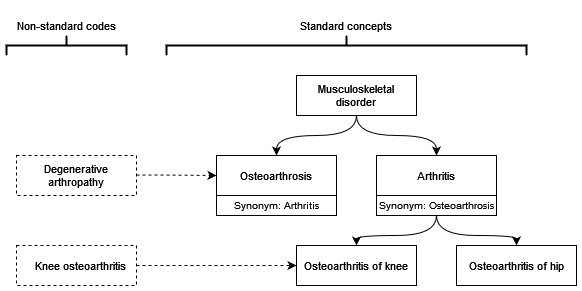 Non-standard codes
Standard concepts
Musculoskeletal
disorder
Degenerative
arthropathy
Osteoarthrosis
Synonym: Arthritis
Arthritis
Synonym: Osteoarthrosis
Knee osteoarthritis
Osteoarthritis of knee
Osteoarthritis of hip